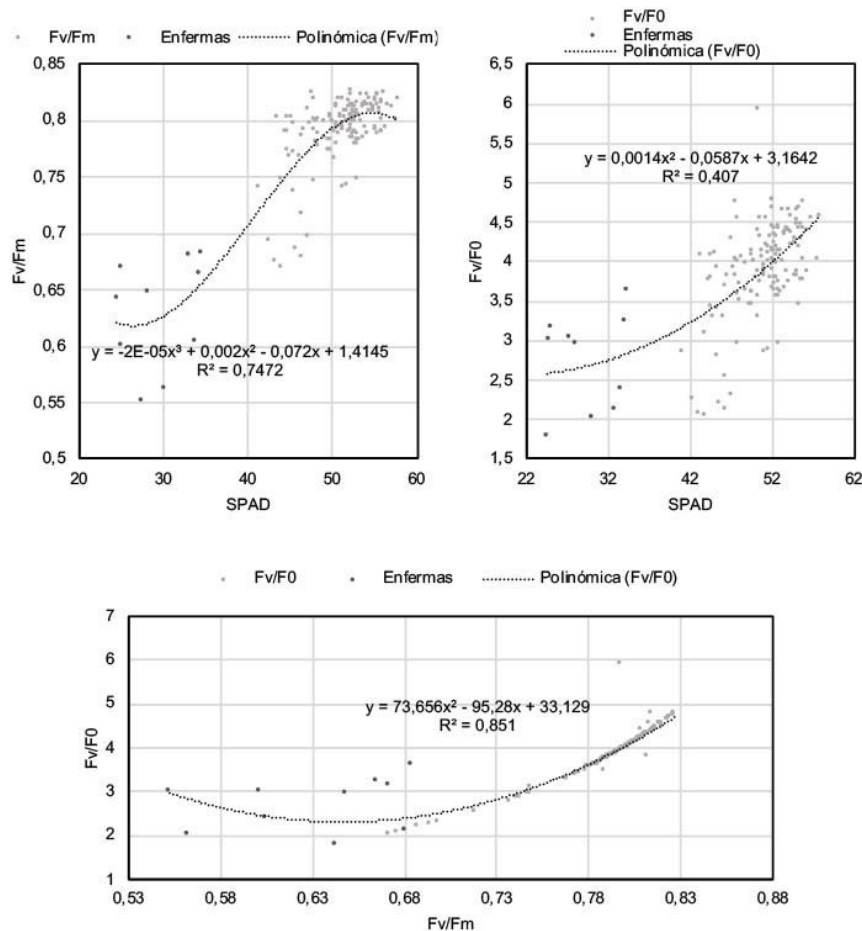 Fv/Fm Enfermas Polinómica (Fv/Fm)
0,85
0,8
0,75
0,7
0,65
0,6
0,55
0,5
Fv/Fm
y = -2E-05x³ + 0,002x² - 0,072x + 1,4145
R² = 0,7472
20 30 40 50 60
SPAD
Fv/F0
Enfermas
Polinómica (Fv/F0)
6,5
6
5,5
5
4,5
4
3,5
3
2,5
2
1,5
Fv/F0
y = 0,0014x² - 0,0587x + 3,1642
R² = 0,407
22 32 42 52 62
SPAD
Fv/F0 Enfermas Polinómica (Fv/F0)
7
6
5
4
3
2
1
Fv/F0
y = 73,656x² - 95,28x + 33,129
R² = 0,851
0,53 0,58 0,63 0,68 0,73 0,78 0,83 0,88
Fv/Fm